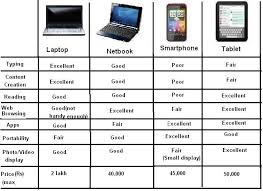 Laptop Netbook Smartphone Tablet
Typing Excellent Good Poor Fair
Content Creation Excellent Good Poor Fair
Reading Good Good Poor Excellent
Web Browsing Good(not handy enough) Excellent Fair Excellent
Apps Good Fair Excellent Excellent
Portability Fair Good Excellent Good
Photo/Video display Good Good Fair (Small display) Excellent
Price(Rs) (max 2 lakh 40,000 45,000 50,000